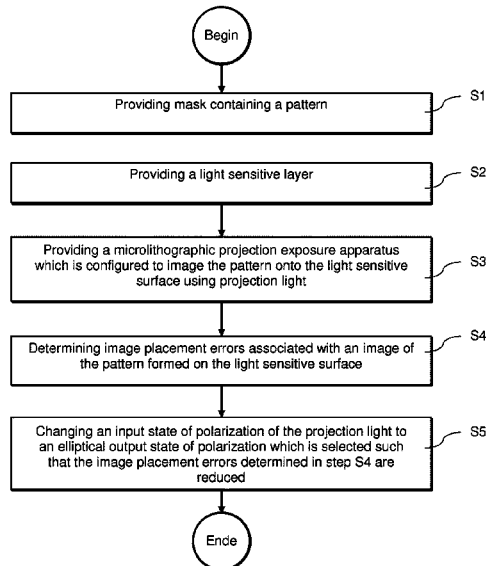 Begin
Providing mask containing a pattern
S1
Providing a light sensitive layer
S2
Providing a microlithographic projection exposure apparatus
which is configured to image the pattern onto the light sensitive
surface using projection light
S3
Determining image placement errors associated with an image of
the pattern formed on the light sensitive surface
S4
Changing an input state of polarization of the projection light to
an elliptical output state of polarization which is selected such
that the image placement errors determined in step S4 are
reduced
S5
Ende